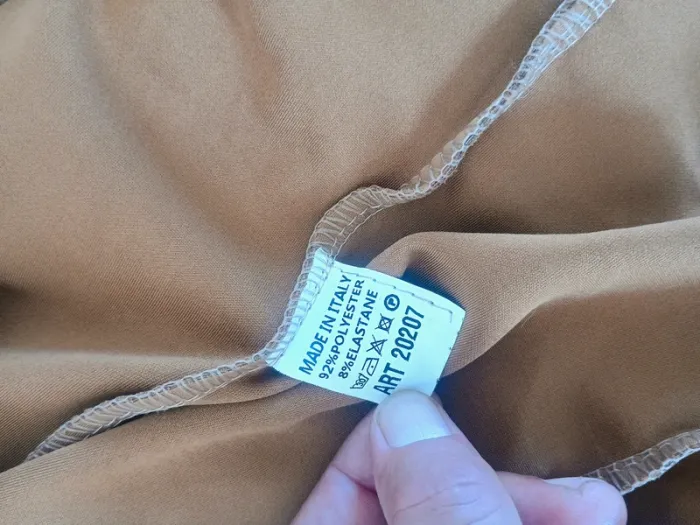 MADE IN ITALY
92%POLYESTER
8%ELASTANE
P
ART 20207